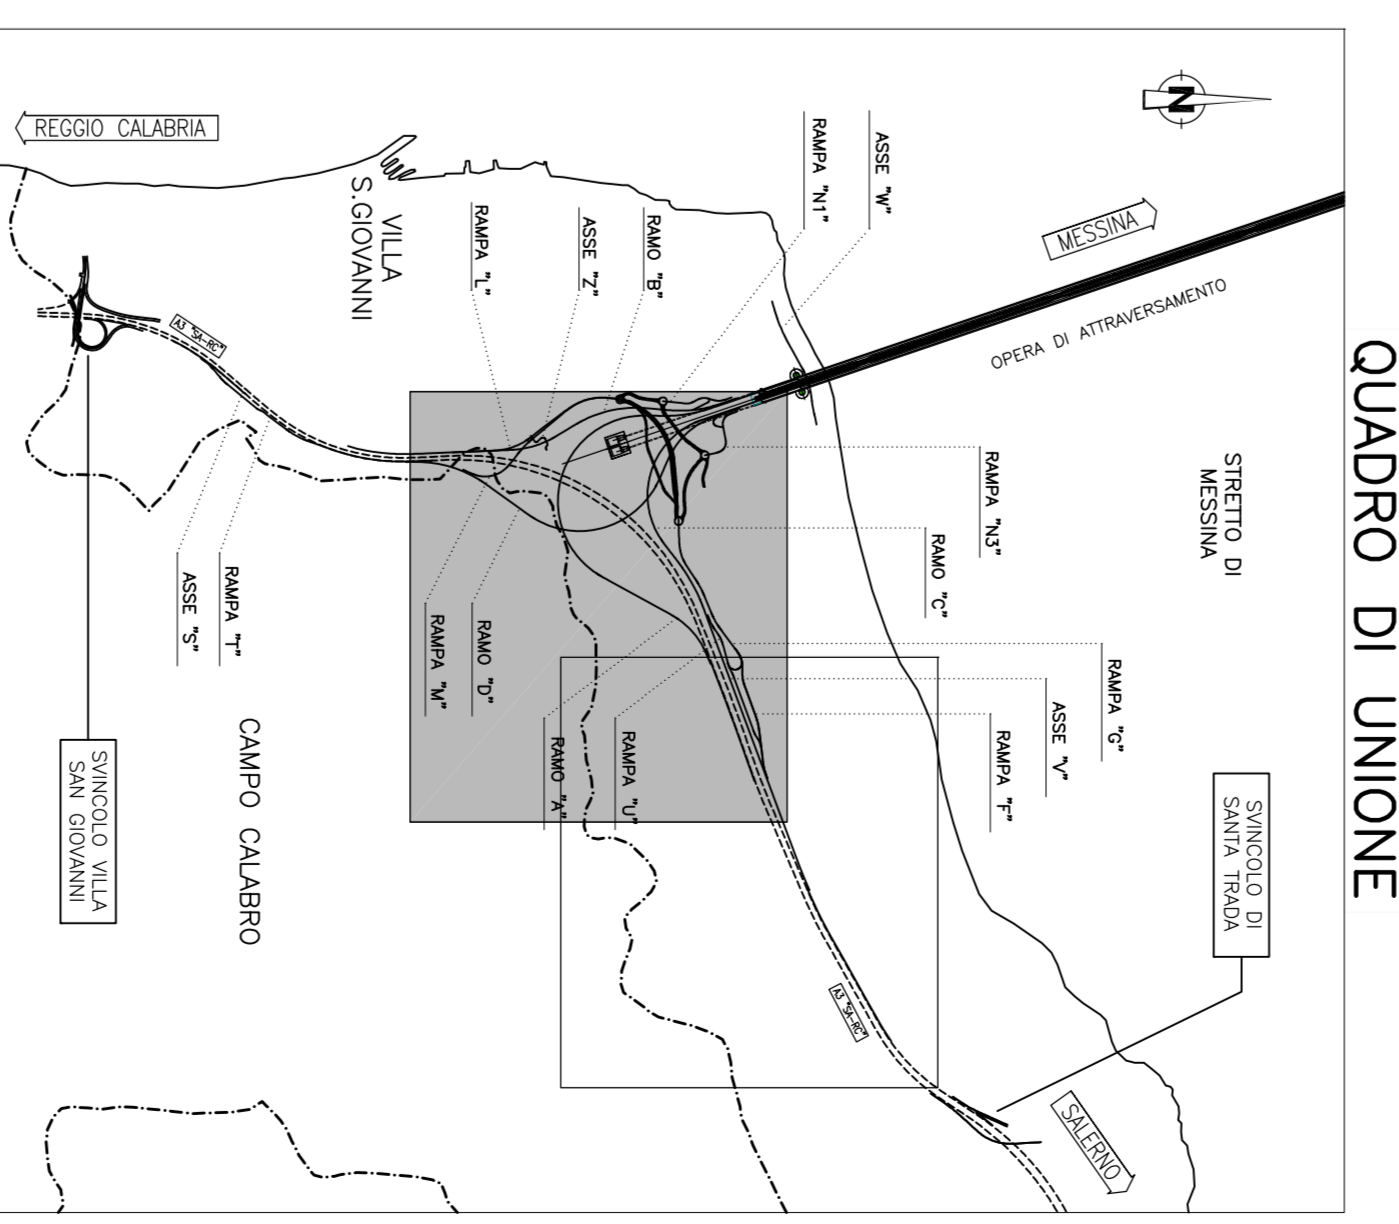 QUADRO DI UNIONE
N
REGGIO CALABRIA
MESSINA
OPERA DI ATTRAVERSAMENTO
STRETTO DI
MESSINA
ASSE "W"
RAMPA "N1"
RAMO "B"
ASSE "Z"
RAMPA "L"
VILLA
S.GIOVANNI
A3 "SA-RC"
RAMPA "N3"
RAMO "C"
RAMPA "G"
ASSE "V"
RAMPA "F"
RAMPA "T"
ASSE "S"
RAMO "D"
RAMPA "M"
RAMPA "U"
RAMO "A"
CAMPO CALABRO
SVINCOLO VILLA
SAN GIOVANNI
SVINCOLO DI
SANTA TRADA
A3 "SA-RC"
SALERNO